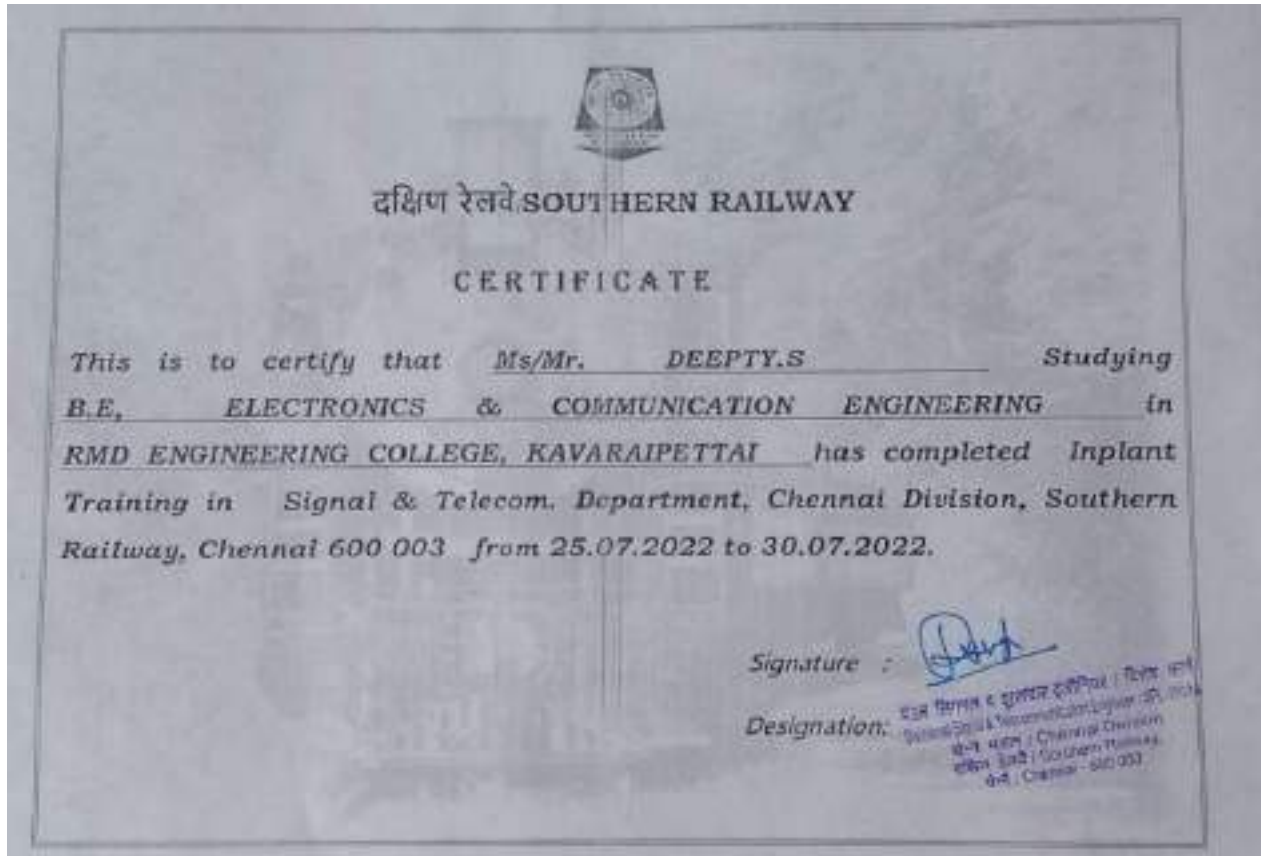 दक्षिण रेलवे SOUTHERN RAILWAY
CERTIFICATE
This is to certify that Ms/Mr. DEEPTY.S Studying
B.E, ELECTRONICS & COMMUNICATION ENGINEERING in
RMD ENGINEERING COLLEGE, KAVARAIPETTAI has completed Inplant
Training in Signal & Telecom. Department, Chennai Division, Southern
Railway, Chennai 600 003 from 25.07.2022 to 30.07.2022.
Signature :
Designation:
Chennai Division
दक्षिण रेलवे / Southern Railway
Chennai - 600 003